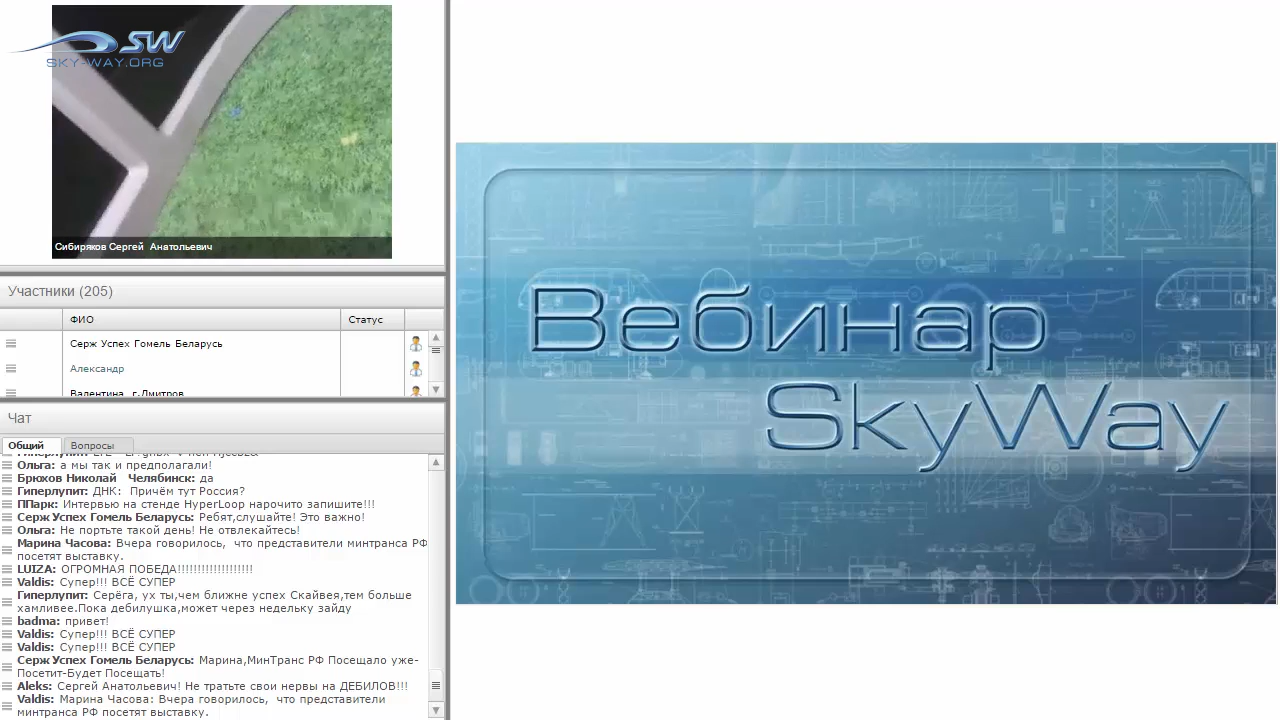 SW
SKY-WAY.ORG
Сибиряков Сергей Анатольевич
Участники (205)
ФИО
Статус
Серж Успех Гомель Беларусь
Александр
Валентина г.Дмитров
Чат
Общий
Вопросы
Гиперлупит:
Ольга: а мы так и предполагали!
Брюхов Николай Челябинск: да
Гиперлупит: ДНК: Причём тут Россия?
ППарк: Интервью на стенде HyperLoop нарочито запишите!!!
Серж Успех Гомель Беларусь: Ребят,слушайте! Это важно!
Ольга: Не портьте такой день! Не отвлекайтесь!
Марина Часова: Вчера говорилось, что представители минтранса РФ
посетят выставку.
LUIZA: ОГРОМНАЯ ПОБЕДА!!!!!!!!!!!!!!!!!!!
Valdis: Супер!!! ВСЁ СУПЕР
Гиперлупит: Серёга, ух ты,чем ближне успех Скайвея,тем больше
хамливее.Пока дебилушка,может через недельку зайду
badma: привет!
Valdis: Супер!!! ВСЁ СУПЕР
Valdis: Супер!!! ВСЁ СУПЕР
Серж Успех Гомель Беларусь: Марина,МинТранс РФ Посещало уже-
Посетит-Будет Посещать!
Aleks: Сергей Анатольевич! Не тратьте свои нервы на ДЕБИЛОВ!!!
Valdis: Марина Часова: Вчера говорилось, что представители
минтранса РФ посетят выставку.
Вебинар
SkyWay